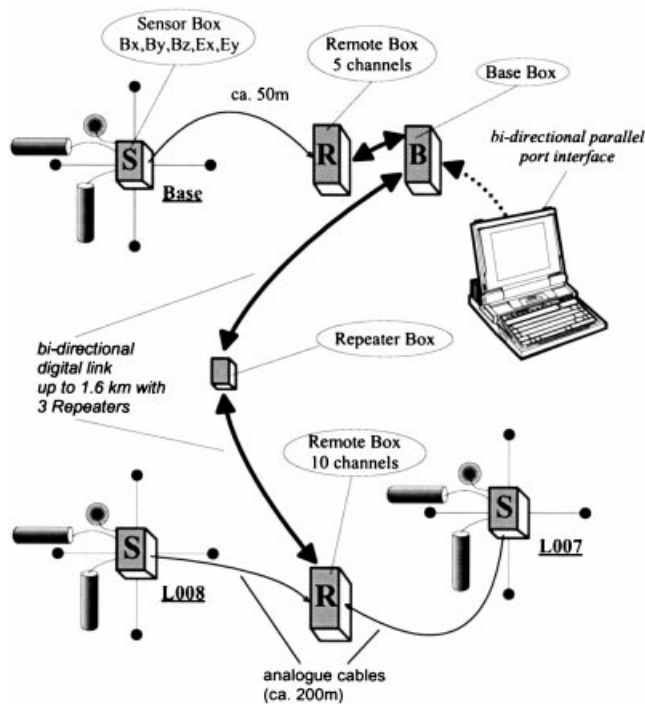 Sensor Box
Bx,By,Bz,Ex,Ey
Remote Box
5 channels
Base Box
ca. 50m
bi-directional parallel
port interface
S
R
B
Base
bi-directional
digital link
up to 1.6 km with
3 Repeaters
Repeater Box
Remote Box
10 channels
S
L007
S
L008
R
analogue cables
(ca. 200m)